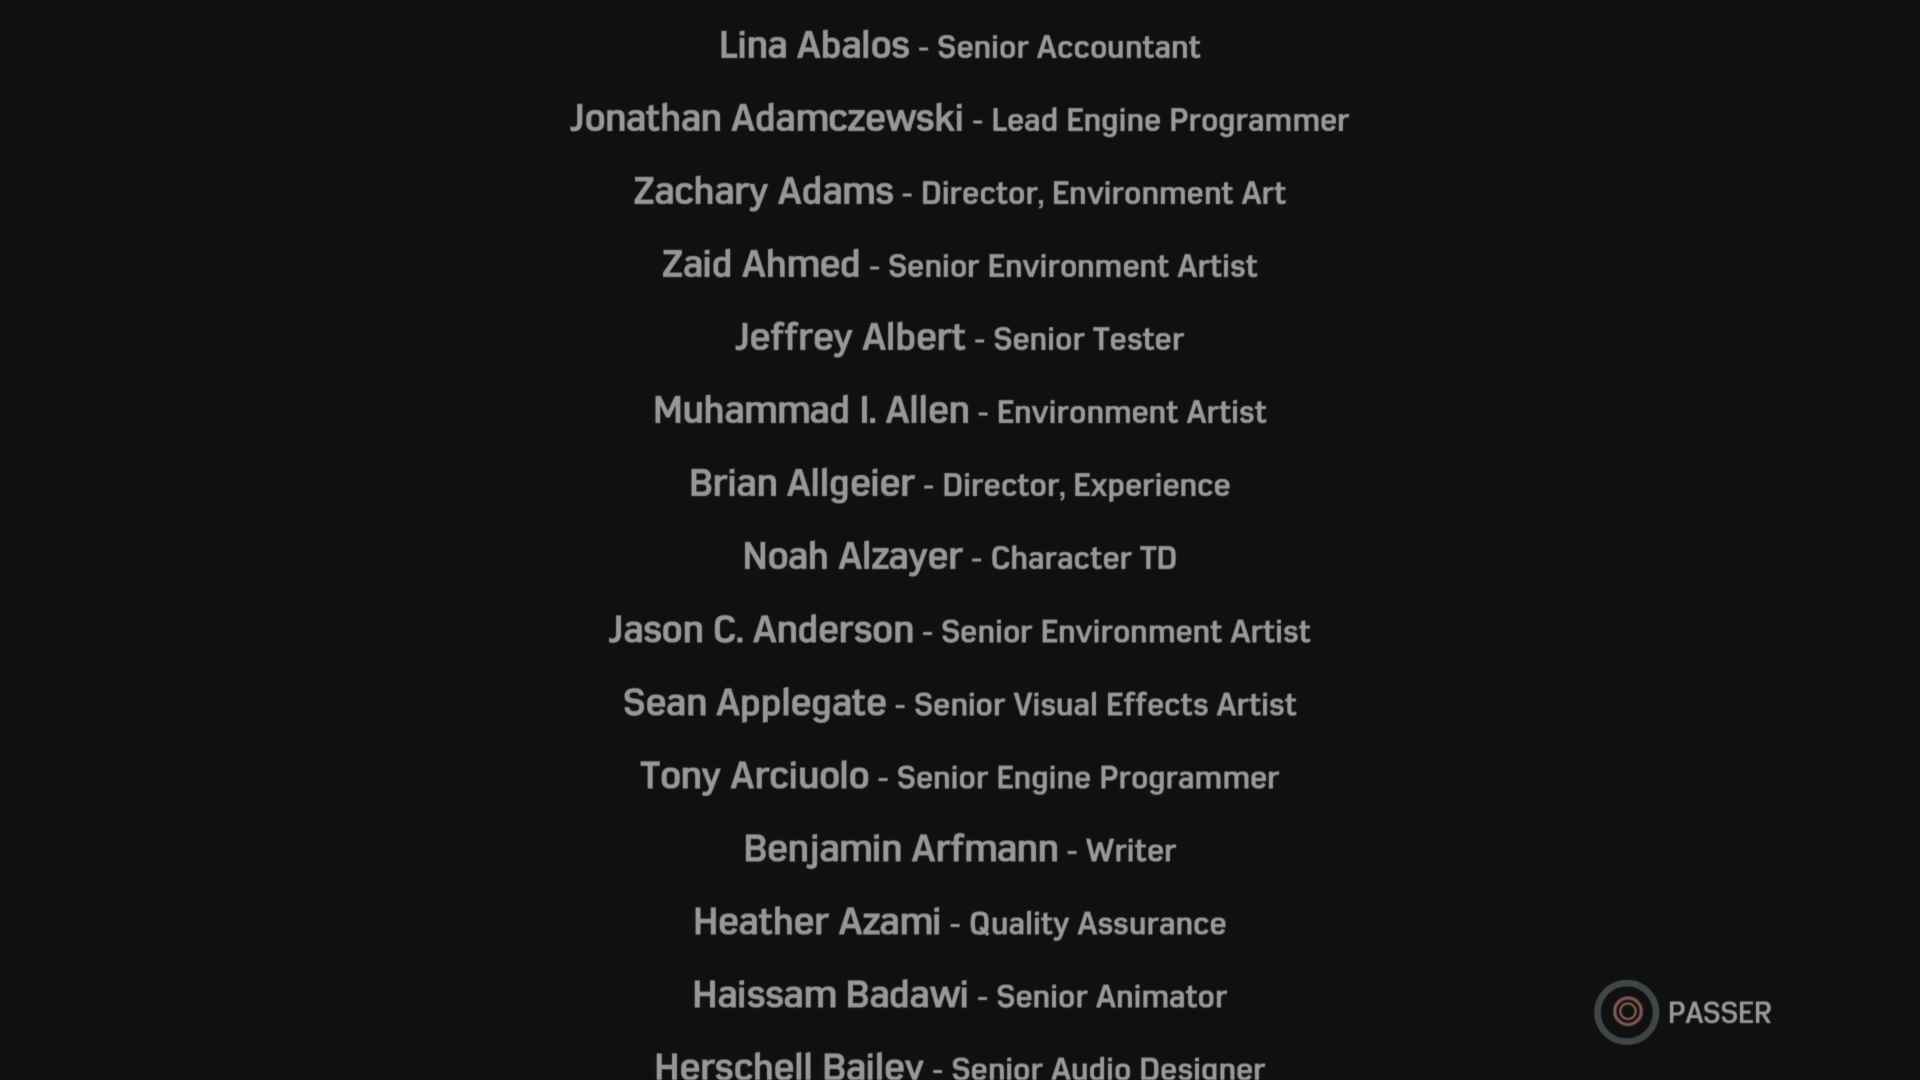 Lina Abalos - Senior Accountant
Jonathan Adamczewski - Lead Engine Programmer
Zachary Adams - Director, Environment Art
Zaid Ahmed - Senior Environment Artist
Jeffrey Albert - Senior Tester
Muhammad I. Allen - Environment Artist
Brian Allgeier - Director, Experience
Noah Alzayer - Character TD
Jason C. Anderson - Senior Environment Artist
Sean Applegate - Senior Visual Effects Artist
Tony Arciuolo - Senior Engine Programmer
Benjamin Arfmann - Writer
Heather Azami - Quality Assurance
Haissam Badawi - Senior Animator
PASSER
Herschell Bailey - Senior Audio Designer